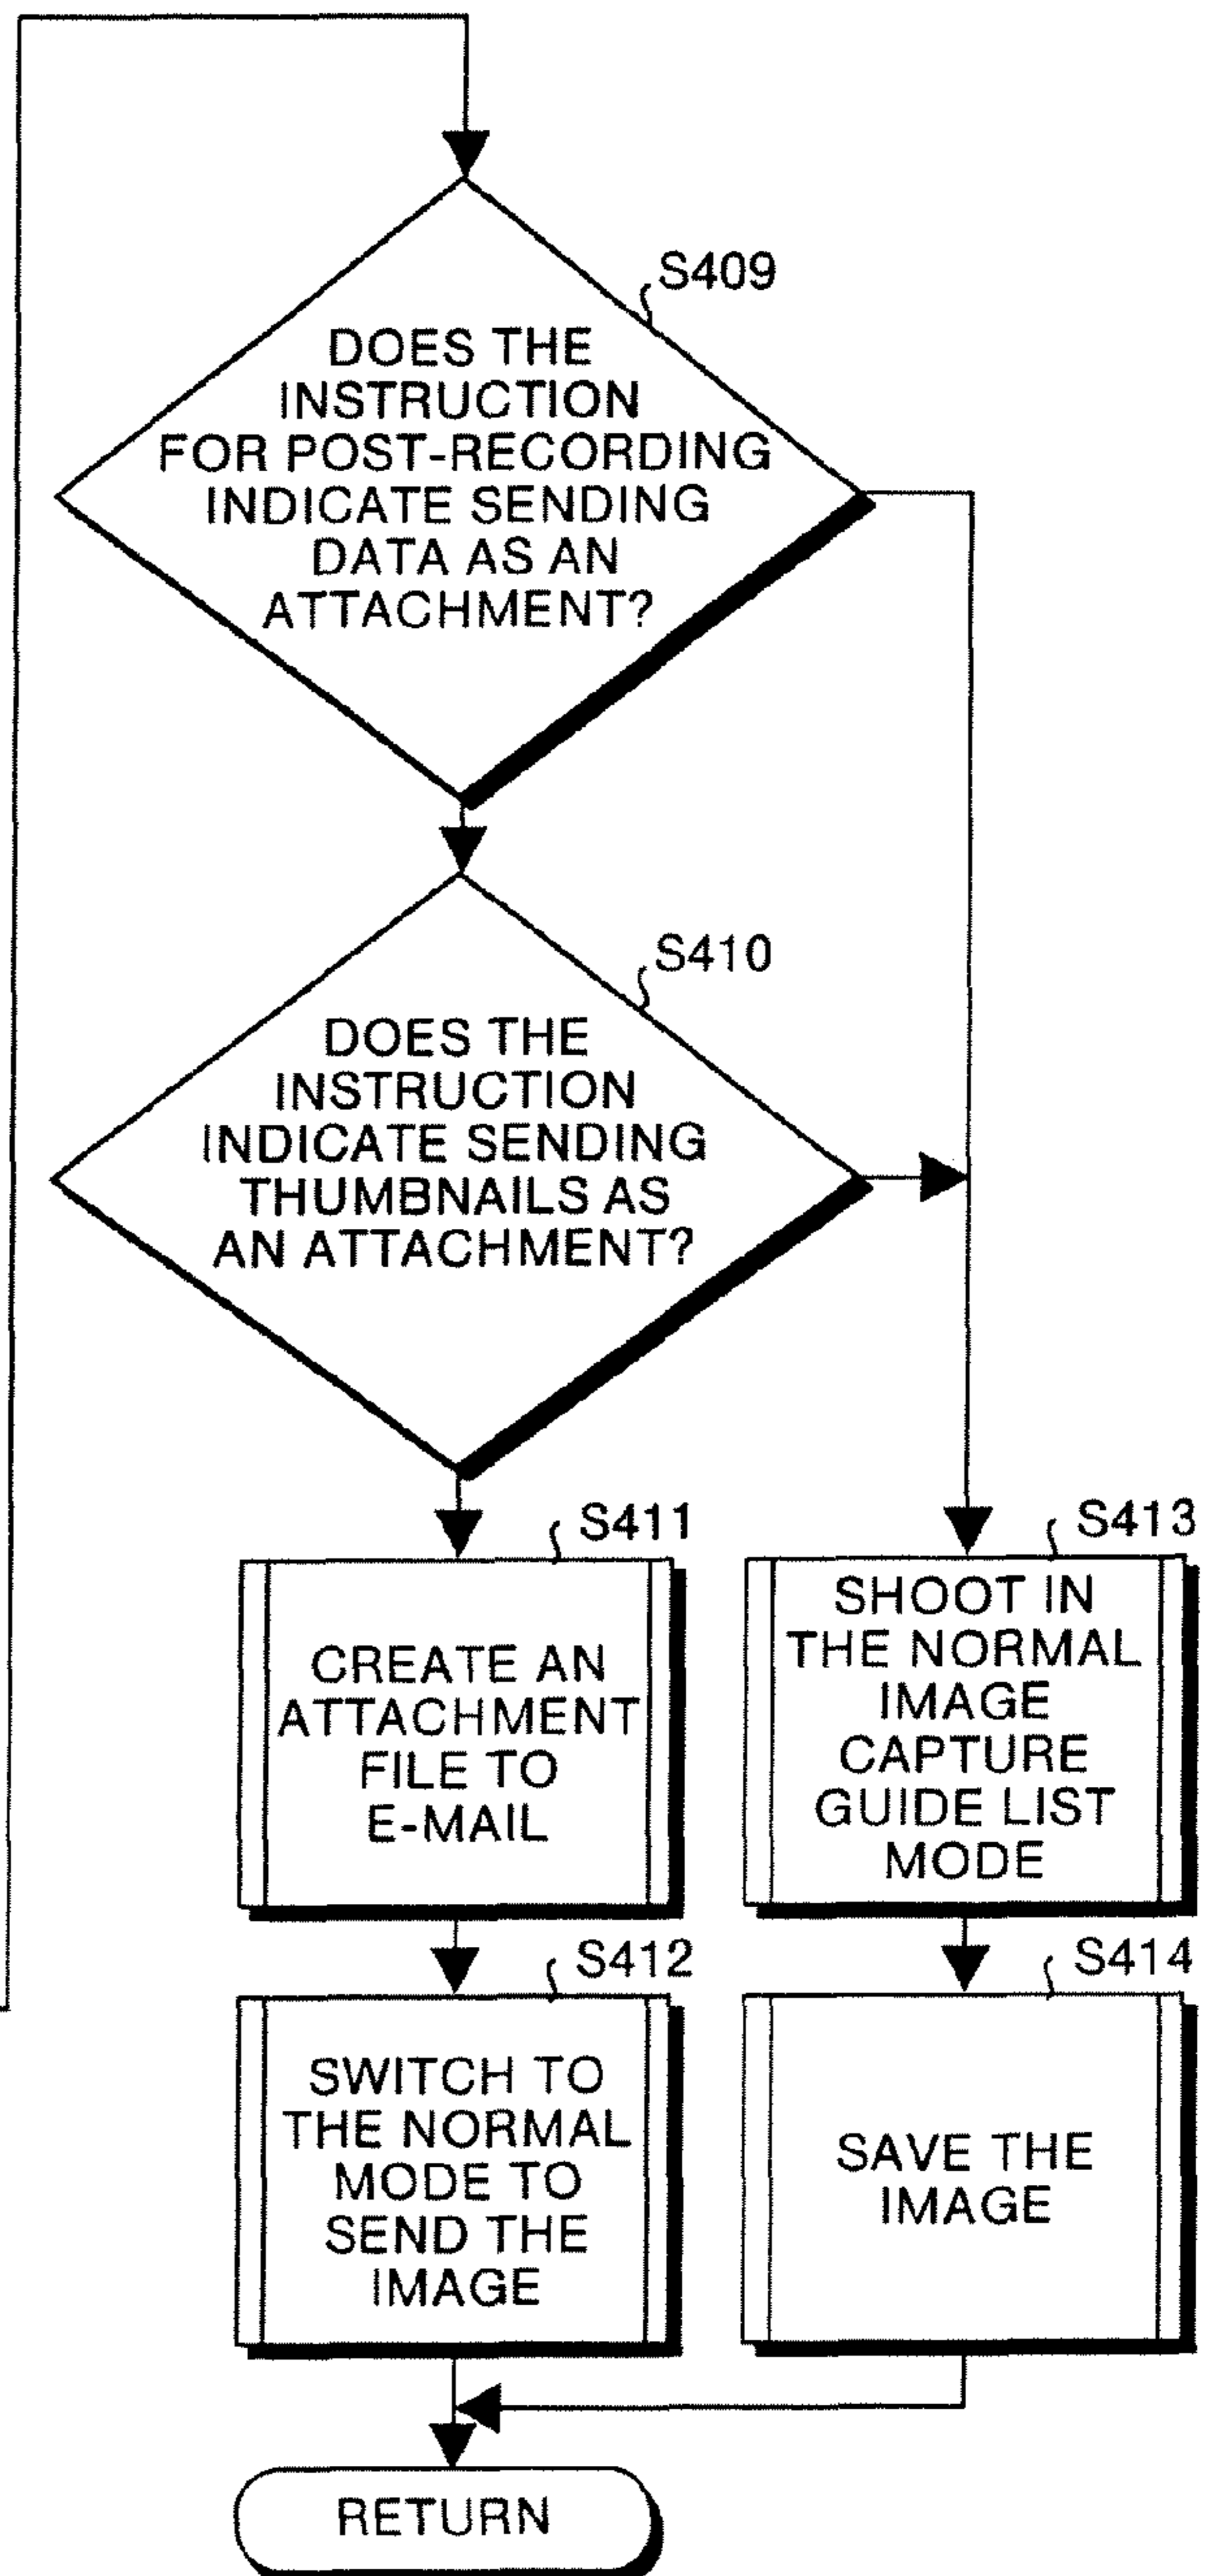 S409
DOES THE
INSTRUCTION
FOR POST-RECORDING
INDICATE SENDING
DATA AS AN
ATTACHMENT?
S410
DOES THE
INSTRUCTION
INDICATE SENDING
THUMBNAILS AS
AN ATTACHMENT?
S411
CREATE AN
ATTACHMENT
FILE TO
E-MAIL
S413
SHOOT IN
THE NORMAL
IMAGE
CAPTURE
GUIDE LIST
MODE
S412
SWITCH TO
THE NORMAL
MODE TO
SEND THE
IMAGE
S414
SAVE THE
IMAGE
RETURN